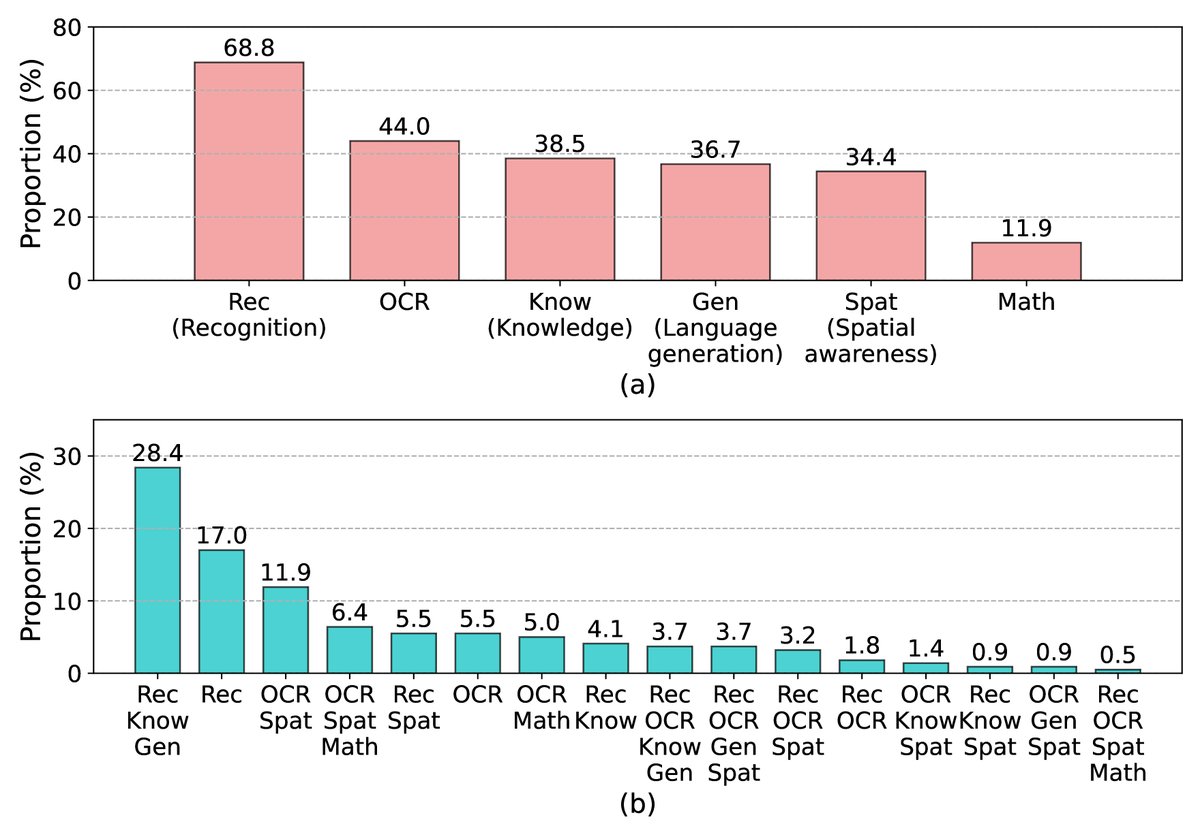 80
60
40
20
0
Proportion (%)
68.8
44.0
38.5
36.7
34.4
11.9
Rec
(Recognition)
OCR
Know
(Knowledge)
Gen
(Language
generation)
Spat
(Spatial
awareness)
Math
(a)
30
20
10
0
Proportion (%)
28.4
17.0
11.9
6.4
5.5
5.5
5.0
4.1
3.7
3.7
3.2
1.8
1.4
0.9
0.9
0.5
Rec
Know
Gen
Rec
OCR
Spat
OCR
Spat
Math
Rec
Spat
OCR
OCR
Math
Rec
Know
Rec
OCR
Know
Gen
Rec
OCR
Gen
Spat
Rec
OCR
Spat
Rec
OCR
OCR
Know
Spat
Rec
Know
Spat
OCR
Gen
Spat
Rec
OCR
Spat
Math
(b)